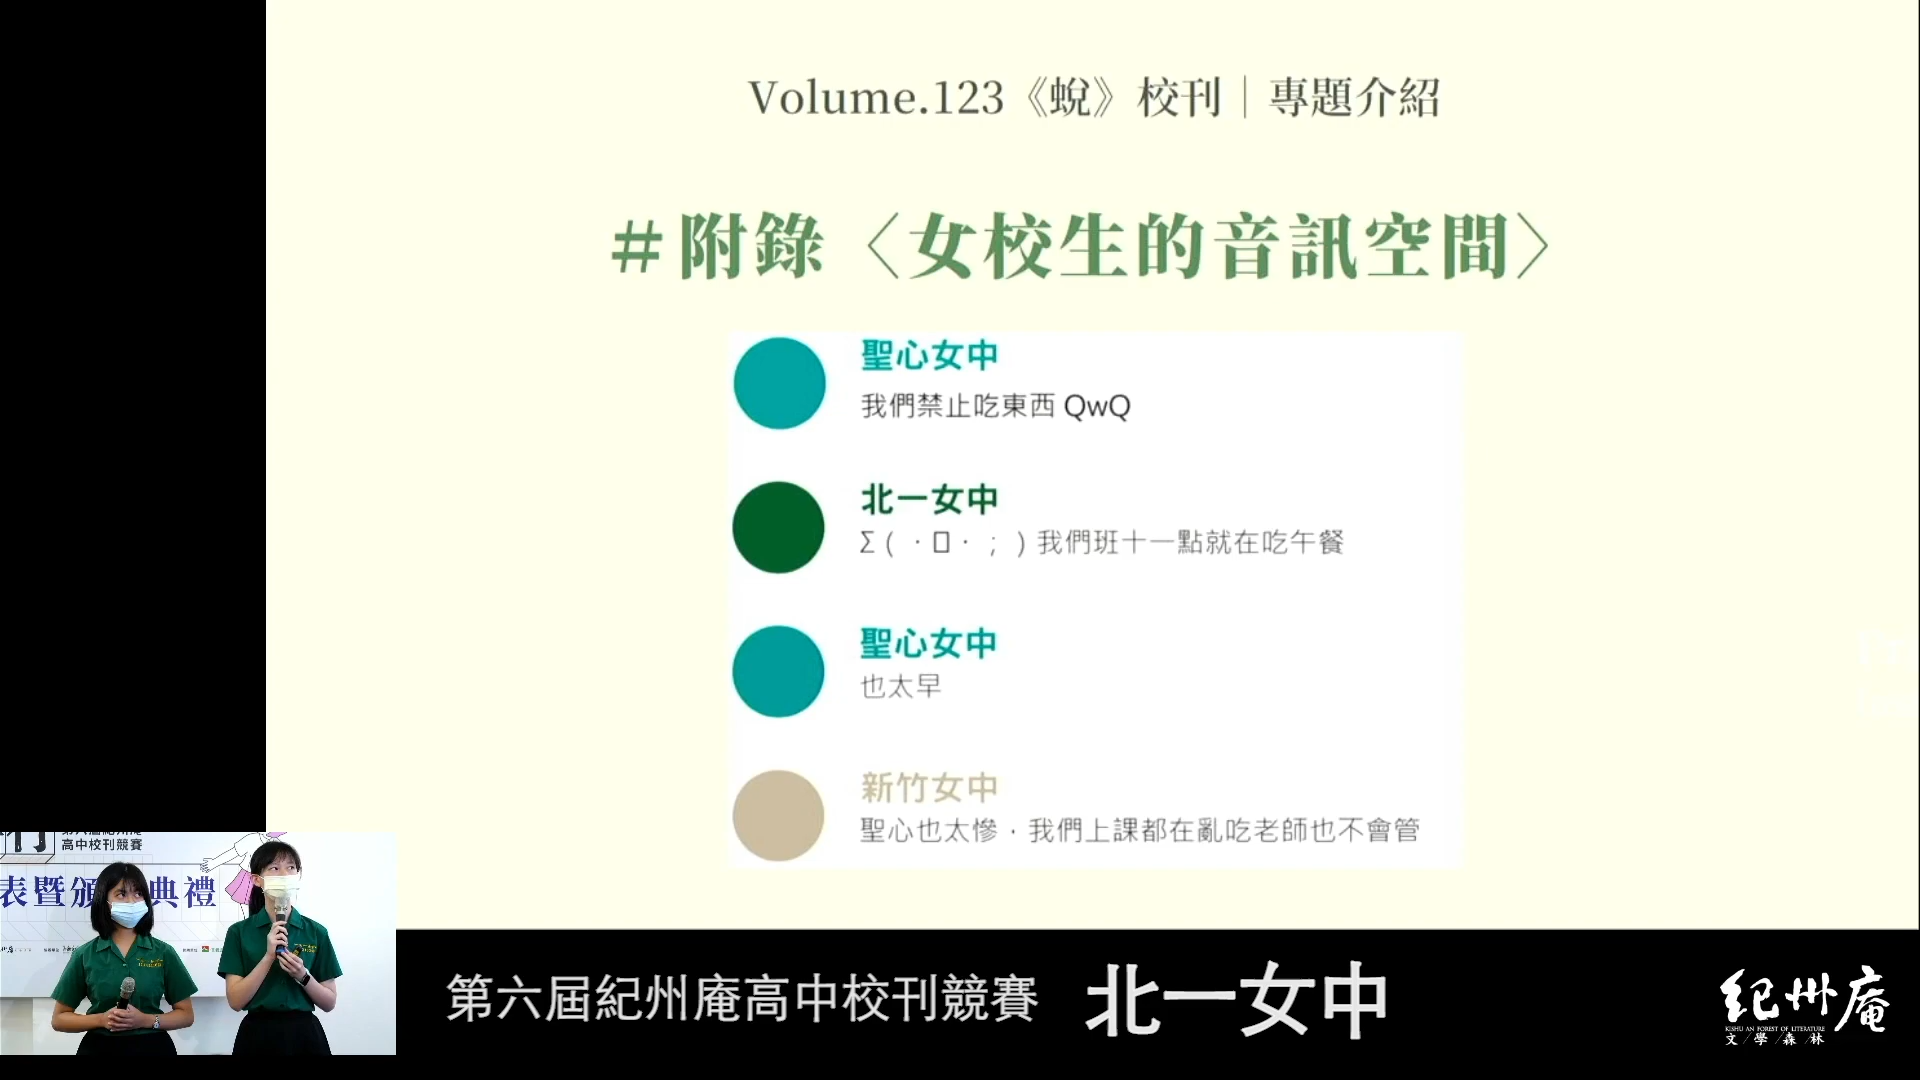 Volume.123《蛻》校刊｜專題介紹
＃附錄〈女校生的音訊空間〉
聖心女中
我們禁止吃東西 QwQ
北一女中
Σ( ・□・；)我們班十一點就在吃午餐
聖心女中
也太早
新竹女中
聖心也太慘，我們上課都在亂吃老師也不會管
高中校刊競賽
表暨頒 典禮
第六屆紀州庵高中校刊競賽 北一女中
紀州庵
KISHU AN FOREST OF LITERATURE
文/學/森/林